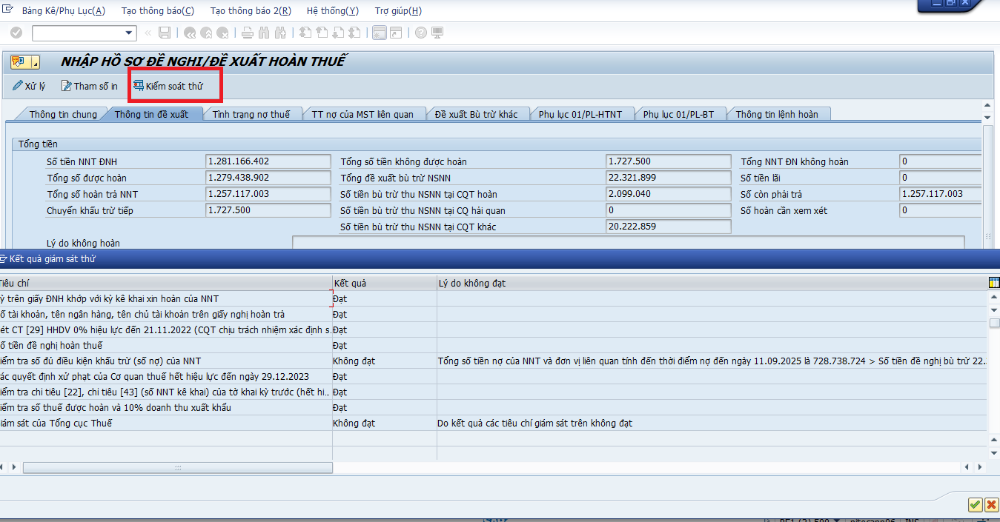 Bảng Kê/Phụ Lục(A) Tạo thông báo(C) Tạo thông báo 2(R) Hệ thống(Y) Trợ giúp(H)
NHẬP HỒ SƠ ĐỀ NGHỊ/ĐỀ XUẤT HOÀN THUẾ
Xử lý Tham số in Kiểm soát thử
Thông tin chung Thông tin đề xuất Tình trạng nợ thuế TT nợ của MST liên quan Đề xuất Bù trừ khác Phụ lục 01/PL-HTNT Phụ lục 01/PL-BT Thông tin lệnh hoàn
Tổng tiền
Số tiền NNT ĐNH 1.281.166.402 Tổng số tiền không được hoàn 1.727.500 Tổng NNT ĐN không hoàn 0
Tổng số được hoàn 1.279.438.902 Tổng đề xuất bù trừ NSNN 22.321.899 Số tiền lãi 0
Tổng số hoàn trả NNT 1.257.117.003 Số tiền bù trừ thu NSNN tại CQT hoàn 2.099.040 Số còn phải trả 1.257.117.003
Chuyển khấu trừ tiếp 1.727.500 Số tiền bù trừ thu NSNN tại CQ hải quan 0 Số hoàn cần xem xét 0
Số tiền bù trừ thu NSNN tại CQT khác 20.222.859
Lý do không hoàn
Kết quả giám sát thử
Tiêu chí Kết quả Lý do không đạt
ỳ trên giấy ĐNH khớp với kỳ kê khai xin hoàn của NNT Đạt
ố tài khoản, tên ngân hàng, tên chủ tài khoản trên giấy nghị hoàn trả Đạt
ét CT [29] HHDV 0% hiệu lực đến 21.11.2022 (CQT chịu trách nhiệm xác định s. Đạt
ố tiền đề nghị hoàn thuế Đạt
iểm tra số đủ điều kiện khấu trừ (số nợ) của NNT Không đạt Tổng số tiền nợ của NNT và đơn vị liên quan tính đến thời điểm nợ đến ngày 11.09.2025 là 728.738.724 > Số tiền đề nghị bù trừ 22..
ác quyết định xử phạt của Cơ quan thuế hết hiệu lực đến ngày 29.12.2023 Đạt
iểm tra chỉ tiêu [22], chỉ tiêu [43] (số NNT kê khai) của tờ khai kỳ trước (hết hi... Đạt
iểm tra số thuế được hoàn và 10% doanh thu xuất khẩu Đạt
iám sát của Tổng cục Thuế Không đạt Do kết quả các tiêu chí giám sát trên không đạt